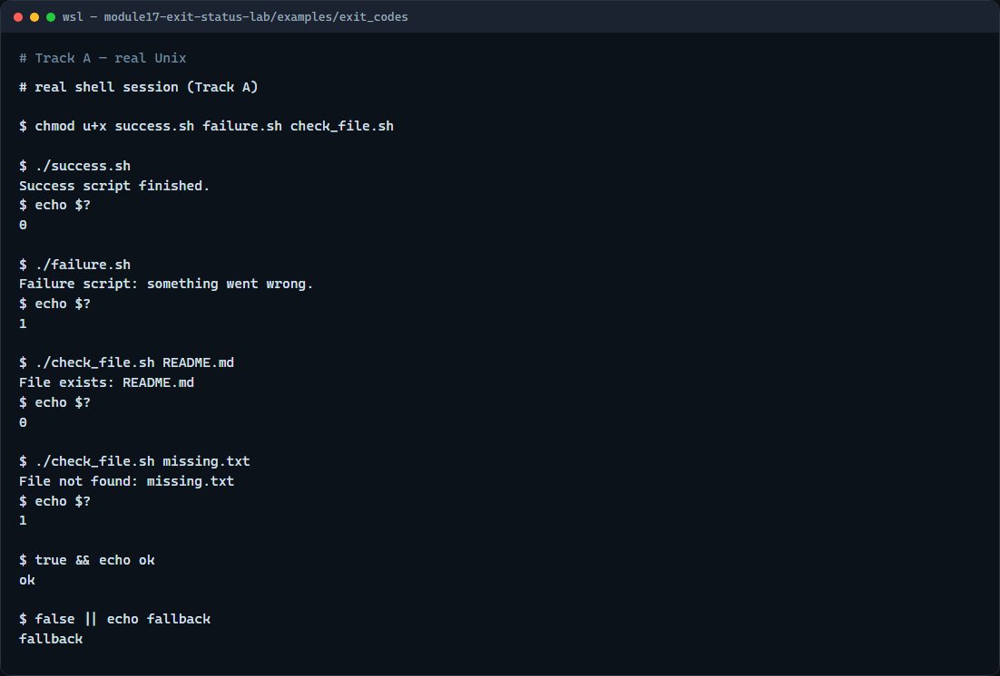 wsl — module17-exit-status-lab/examples/exit_codes
# Track A — real Unix
# real shell session (Track A)
$ chmod u+x success.sh failure.sh check_file.sh
$ ./success.sh
Success script finished.
$ echo $?
0
$ ./failure.sh
Failure script: something went wrong.
$ echo $?
1
$ ./check_file.sh README.md
File exists: README.md
$ echo $?
0
$ ./check_file.sh missing.txt
File not found: missing.txt
$ echo $?
1
$ true && echo ok
ok
$ false || echo fallback
fallback